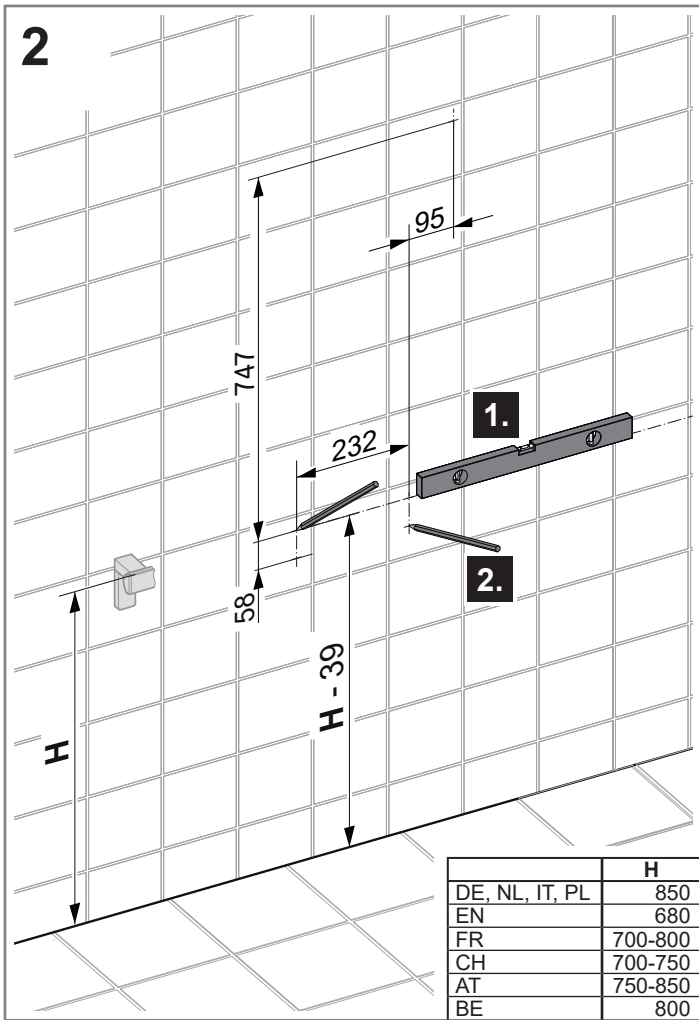 2
95
747
1.
232
2.
58
H - 39
H
H
DE, NL, IT, PL 850
EN 680
FR 700-800
CH 700-750
AT 750-850
BE 800